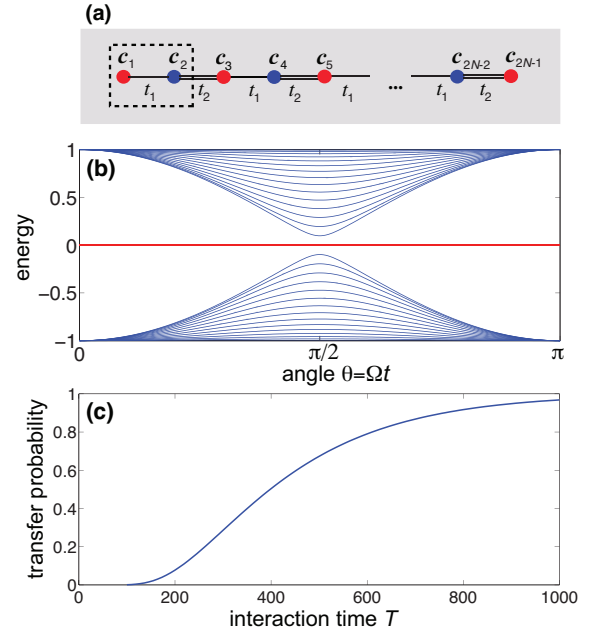 (a)
c1 c2 c3 c4 c5 c2N-2 c2N-1
t1 t2 t1 t2 t1 ... t1 t2
(b)
energy
1
0.5
0
−0.5
−1
0 π/2 π
angle θ=Ωt
(c)
transfer probability
1
0.8
0.6
0.4
0.2
0
0 200 400 600 800 1000
interaction time T